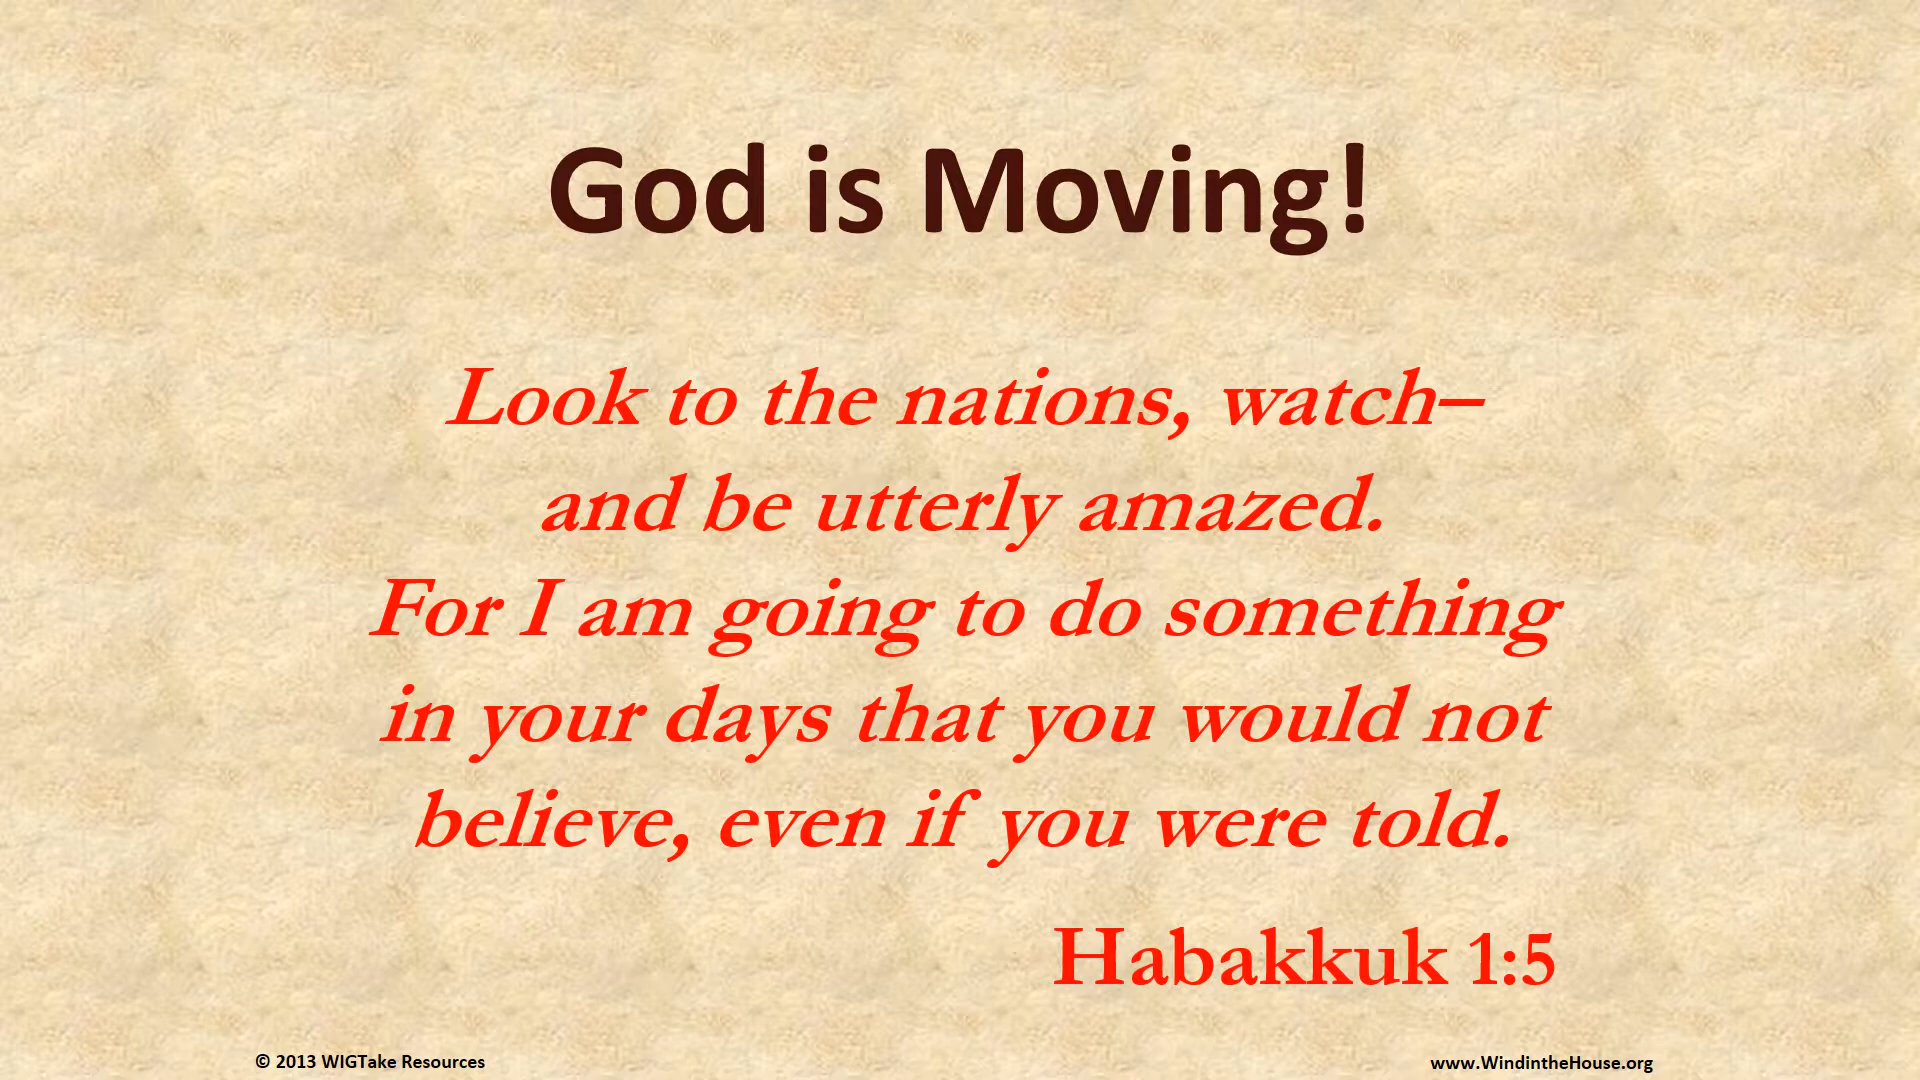 God is Moving!
Look to the nations, watch–
and be utterly amazed.
For I am going to do something
in your days that you would not
believe, even if you were told.
Habakkuk 1:5
© 2013 WIGTake Resources
www.WindintheHouse.org